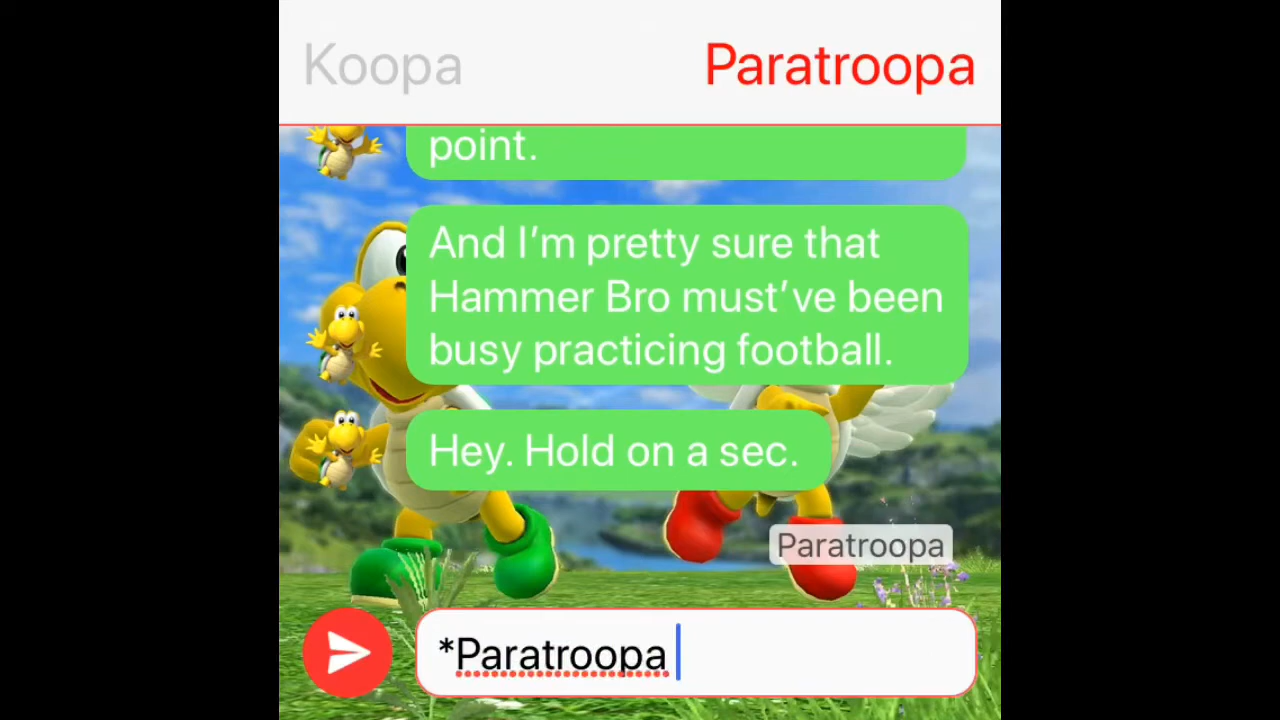 Koopa
Paratroopa
point.
And I’m pretty sure that
Hammer Bro must’ve been
busy practicing football.
Hey. Hold on a sec.
Paratroopa
*Paratroopa